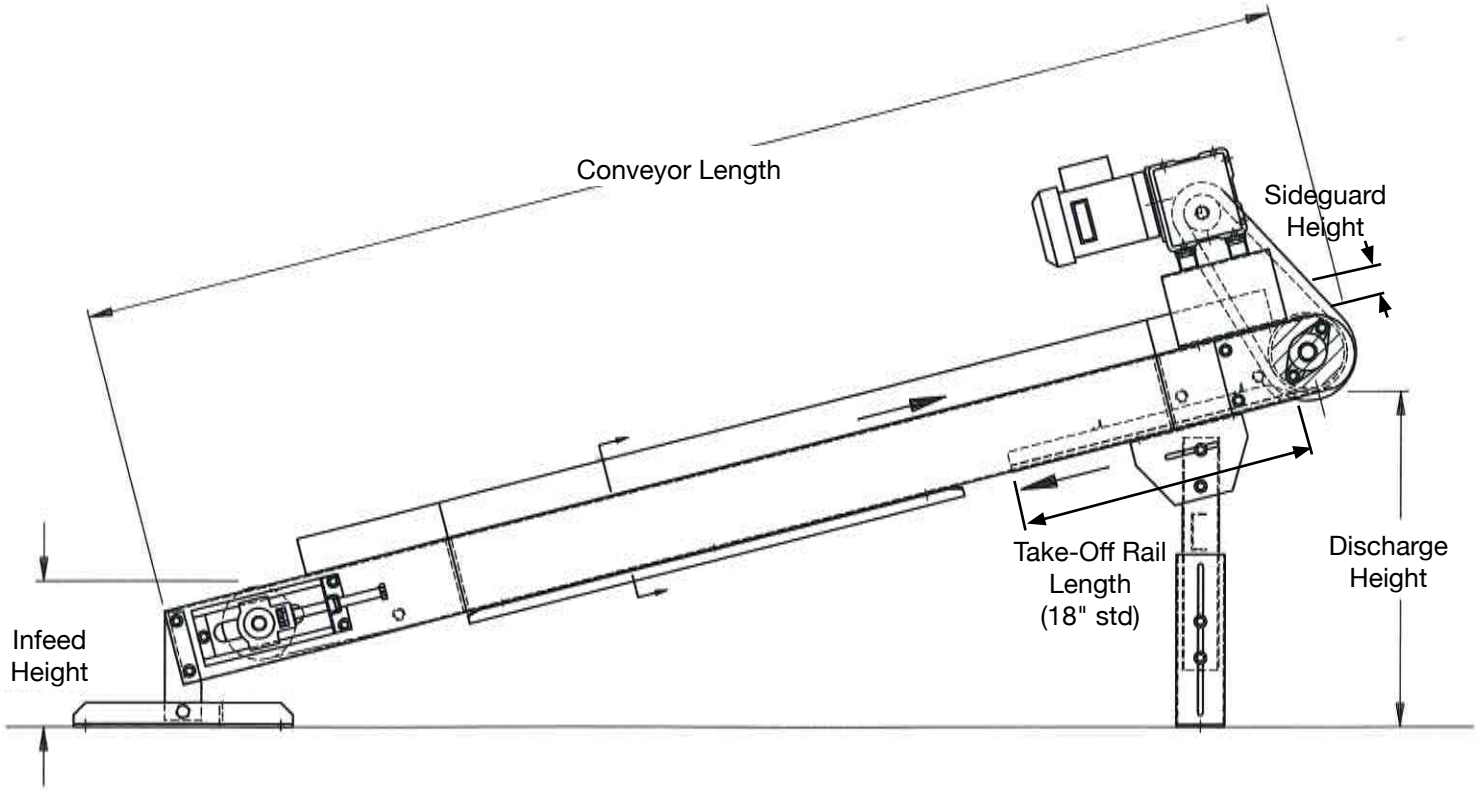 Conveyor Length
Sideguard
Height
Take-Off Rail
Length
(18" std)
Discharge
Height
Infeed
Height